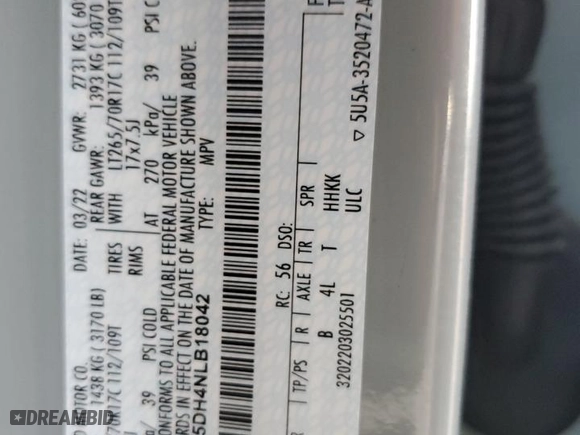 DATE: 03/22 GVWR: 2731 KG
D MOTOR CO.
REAR GAWR: 1393 KG (3070
1438 KG (3170 LB)
TIRES WITH LT265/70R17C 112/109T
70R17C 112/109T
RIMS 17x7.5J
AT 270 kPa/ 39 PSI C
39 PSI COLD
ONFORMS TO ALL APPLICABLE FEDERAL MOTOR VEHICLE
RDS IN EFFECT ON THE DATE OF MANUFACTURE SHOWN ABOVE.
5DH4NLB18042 TYPE: MPV
RC: 56 DSO:
TP/PS R AXLE TR SPR
B 4L T HHKK
3202203025501 ULC
▽ 5U5A-3520472-A
AUTOBIDCAR
DREAMBID